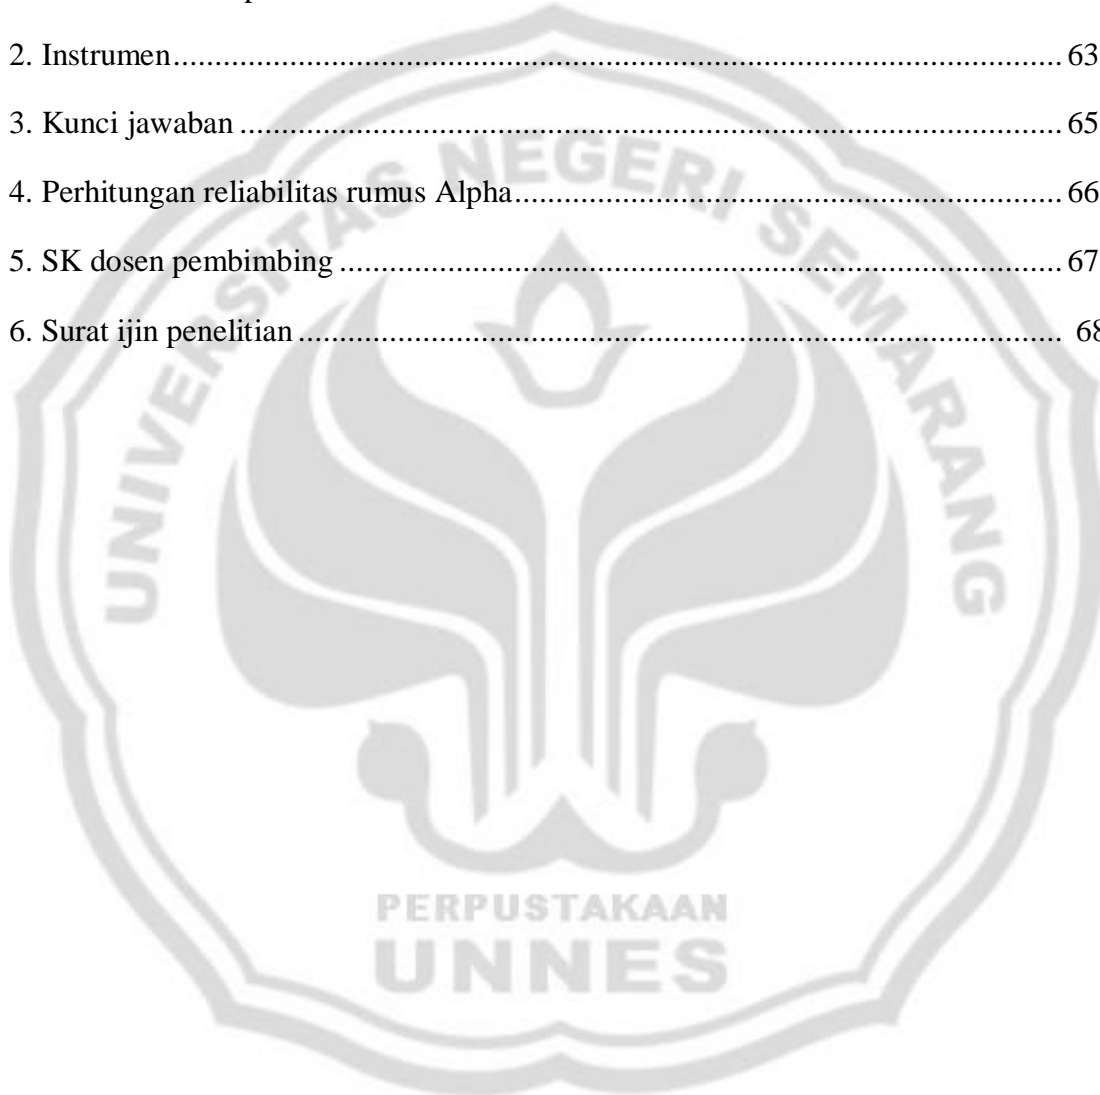 2. Instrumen............................................................................................................ 63
3. Kunci jawaban .................................................................................................... 65
4. Perhitungan reliabilitas rumus Alpha.................................................................. 66
5. SK dosen pembimbing ........................................................................................ 67
6. Surat ijin penelitian ............................................................................................. 68
UNIVERSITAS NEGERI SEMARANG
PERPUSTAKAAN
UNNES